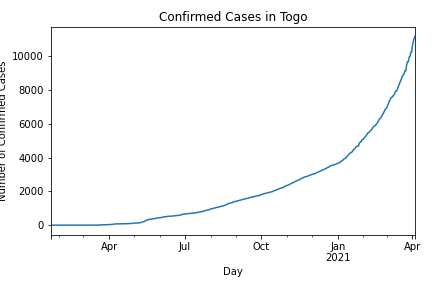 Confirmed Cases in Togo
Number of Confirmed Cases
10000
8000
6000
4000
2000
0
Apr
Jul
Oct
Jan
2021
Apr
Day